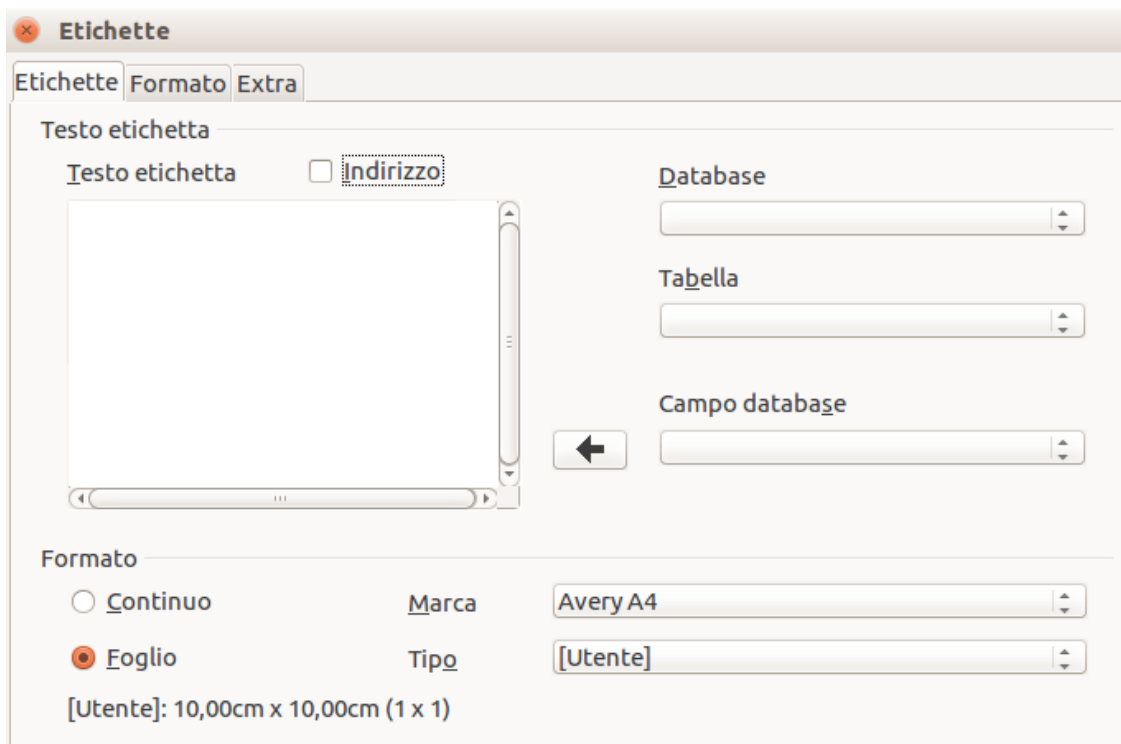 Etichette
Etichette Formato Extra
Testo etichetta
Testo etichetta Indirizzo
Database
Tabella
Campo database
Formato
Continuo Marca Avery A4
Foglio Tipo [Utente]
[Utente]: 10,00cm x 10,00cm (1 x 1)